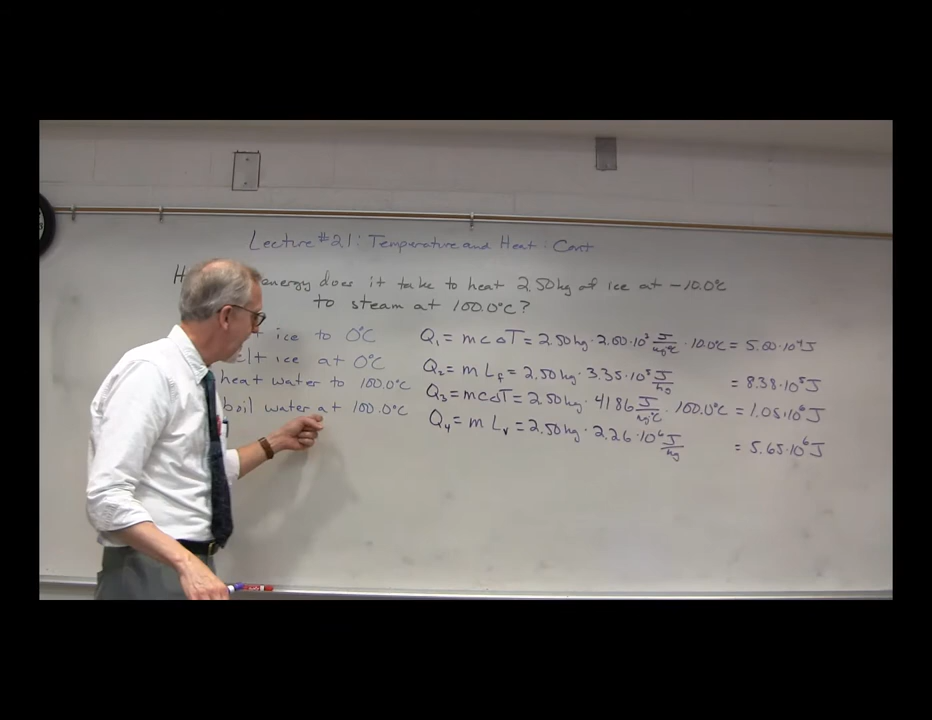 Lecture #21: Temperature and Heat: Cont
energy does it take to heat 2.50kg of ice at -10.0°C
to steam at 100.0°C?
ice to 0°C
ice at 0°C
heat water to 100.0°C
boil water at 100.0°C
Q₁ = mcΔT = 2.50kg · 2.00·10³ J/kg°C · 10.0°C = 5.00·10⁴J
Q₂ = m L_f = 2.50kg · 3.35·10⁵ J/kg = 8.38·10⁵J
Q₃ = mcΔT = 2.50kg · 4186 J/kg°C · 100.0°C = 1.05·10⁶J
Q₄ = m L_v = 2.50kg · 2.26·10⁶ J/kg = 5.65·10⁶J